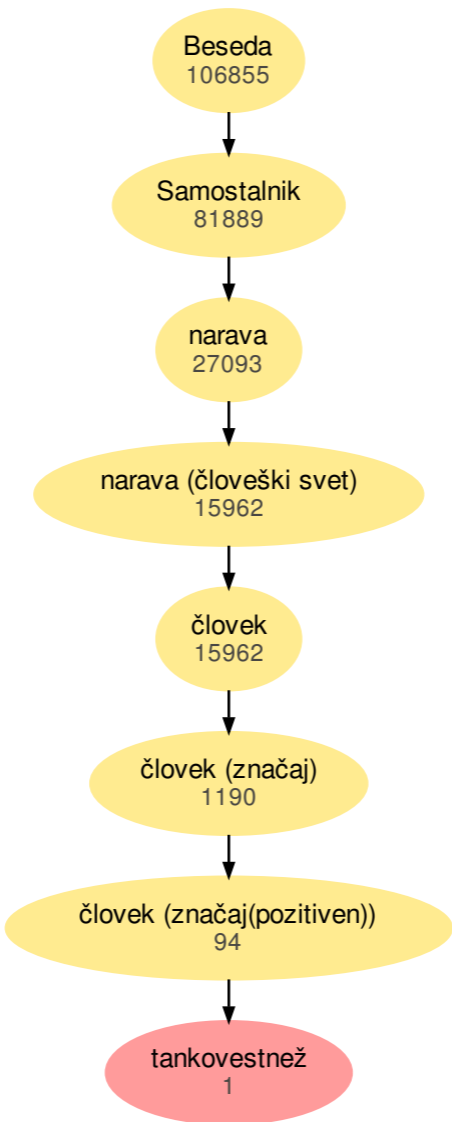 Beseda
106855
Samostalnik
81889
narava
27093
narava (človeški svet)
15962
človek
15962
človek (značaj)
1190
človek (značaj(pozitiven))
94
tankovestnež
1